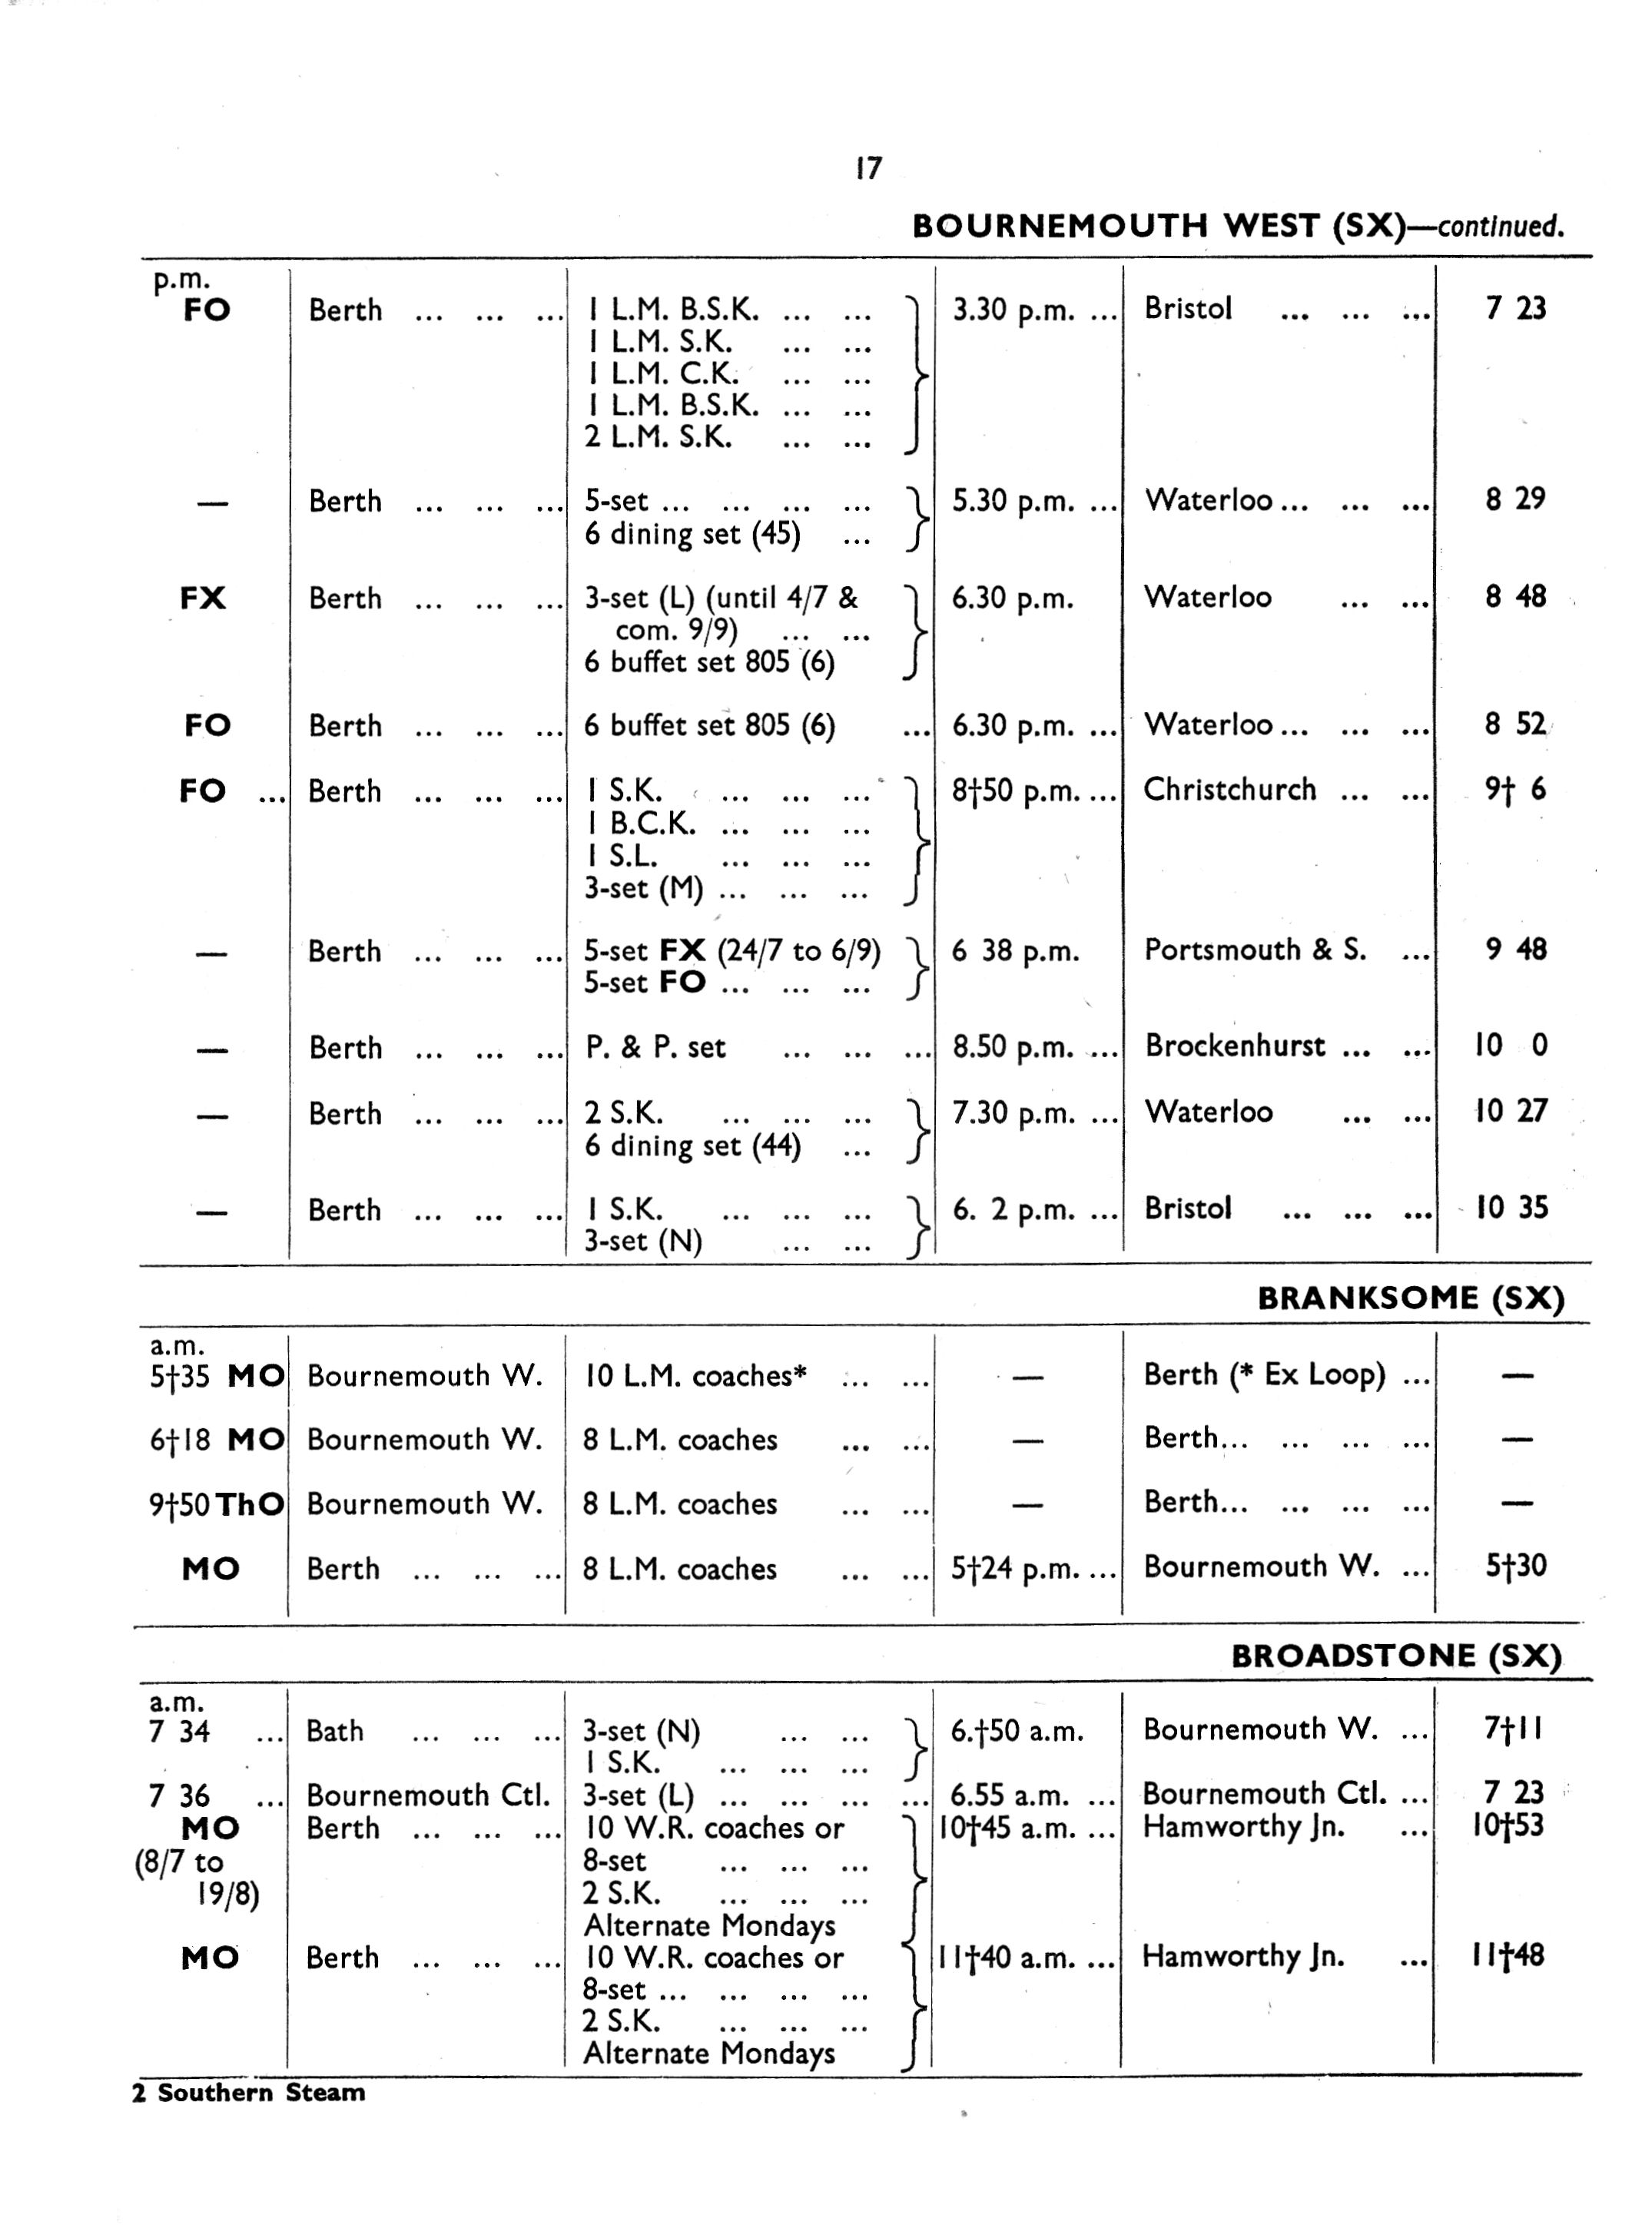 17
BOURNEMOUTH WEST (SX)—continued.
p.m.
FO Berth ... ... ... 1 L.M. B.S.K. ... ... 3.30 p.m. ... Bristol ... ... ... 7 23
1 L.M. S.K. ... ...
1 L.M. C.K. ... ...
1 L.M. B.S.K. ... ...
2 L.M. S.K. ... ...
— Berth ... ... ... 5-set ... ... ... ... 5.30 p.m. ... Waterloo ... ... ... 8 29
6 dining set (45) ...
FX Berth ... ... ... 3-set (L) (until 4/7 & 6.30 p.m. Waterloo ... ... 8 48
com. 9/9) ... ...
6 buffet set 805 (6)
FO Berth ... ... ... 6 buffet set 805 (6) ... 6.30 p.m. ... Waterloo ... ... ... 8 52
FO ... Berth ... ... ... 1 S.K. ... ... ... 8†50 p.m. ... Christchurch ... ... 9† 6
1 B.C.K. ... ... ...
1 S.L. ... ... ...
3-set (M) ... ... ...
— Berth ... ... ... 5-set FX (24/7 to 6/9) 6 38 p.m. Portsmouth & S. ... 9 48
5-set FO ... ... ...
— Berth ... ... ... P. & P. set ... ... ... 8.50 p.m. ... Brockenhurst ... ... 10 0
— Berth ... ... ... 2 S.K. ... ... ... 7.30 p.m. ... Waterloo ... ... 10 27
6 dining set (44) ...
— Berth ... ... ... 1 S.K. ... ... ... 6. 2 p.m. ... Bristol ... ... ... 10 35
3-set (N) ... ...
BRANKSOME (SX)
a.m.
5†35 MO Bournemouth W. 10 L.M. coaches* ... ... — Berth (* Ex Loop) ... —
6†18 MO Bournemouth W. 8 L.M. coaches ... ... — Berth... ... ... ... —
9†50 ThO Bournemouth W. 8 L.M. coaches ... ... — Berth... ... ... ... —
MO Berth ... ... ... 8 L.M. coaches ... ... 5†24 p.m. ... Bournemouth W. ... 5†30
BROADSTONE (SX)
a.m.
7 34 ... Bath ... ... ... 3-set (N) ... ... 6.†50 a.m. Bournemouth W. ... 7†11
1 S.K. ... ... ...
7 36 ... Bournemouth Ctl. 3-set (L) ... ... ... ... 6.55 a.m. ... Bournemouth Ctl. ... 7 23
MO Berth ... ... ... 10 W.R. coaches or 10†45 a.m. ... Hamworthy Jn. ... 10†53
(8/7 to 8-set ... ... ...
19/8) 2 S.K. ... ... ...
Alternate Mondays
MO Berth ... ... ... 10 W.R. coaches or 11†40 a.m. ... Hamworthy Jn. ... 11†48
8-set ... ... ... ...
2 S.K. ... ... ...
Alternate Mondays
2 Southern Steam